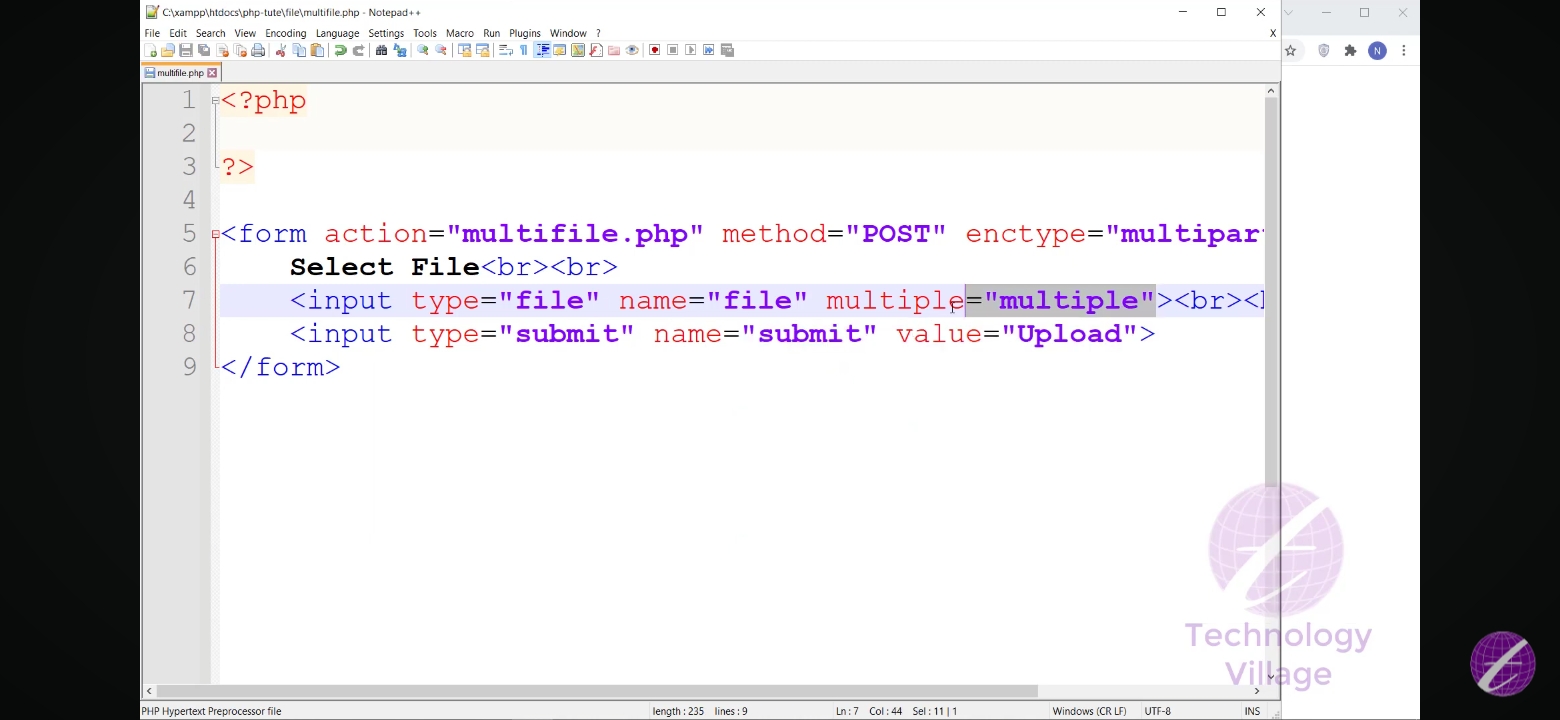 C:\xampp\htdocs\php-tute\file\multifile.php - Notepad++
File Edit Search View Encoding Language Settings Tools Macro Run Plugins Window ? X
multifile.php
N
1 <?php
2
3 ?>
4
5 <form action="multifile.php" method="POST" enctype="multipar
6 Select File<br><br>
7 <input type="file" name="file" multiple="multiple"><br><
8 <input type="submit" name="submit" value="Upload">
9 </form>
Technology
Village
PHP Hypertext Preprocessor file length : 235 lines : 9 Ln : 7 Col : 44 Sel : 11 | 1 Windows (CR LF) UTF-8 INS